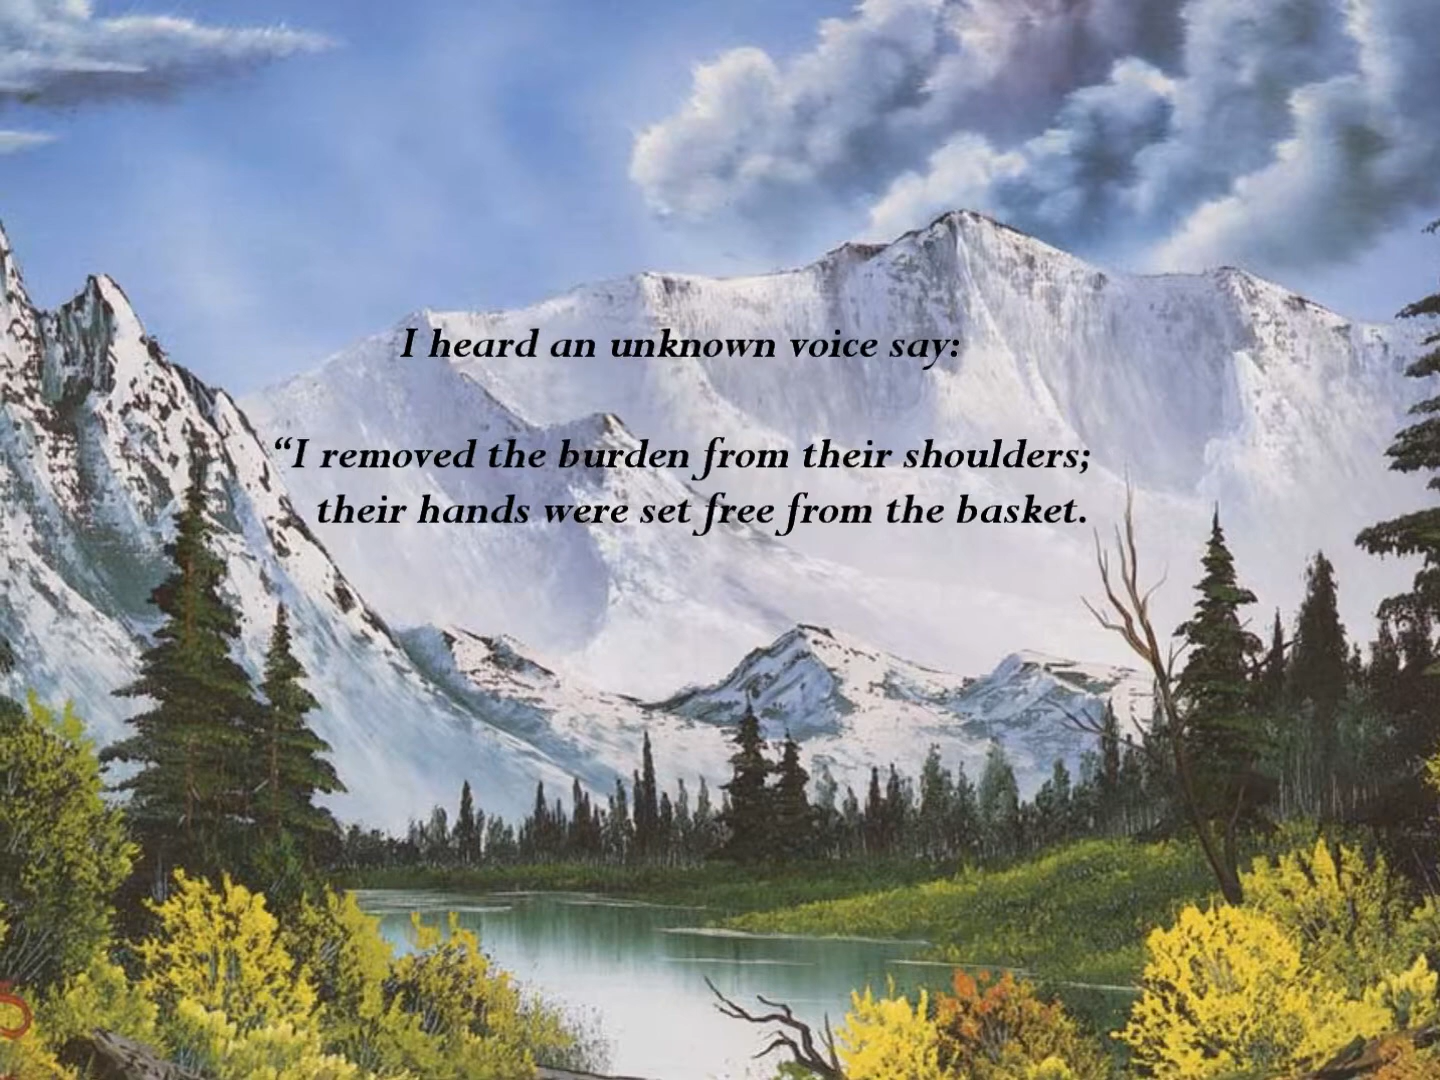 I heard an unknown voice say:
“I removed the burden from their shoulders;
their hands were set free from the basket.